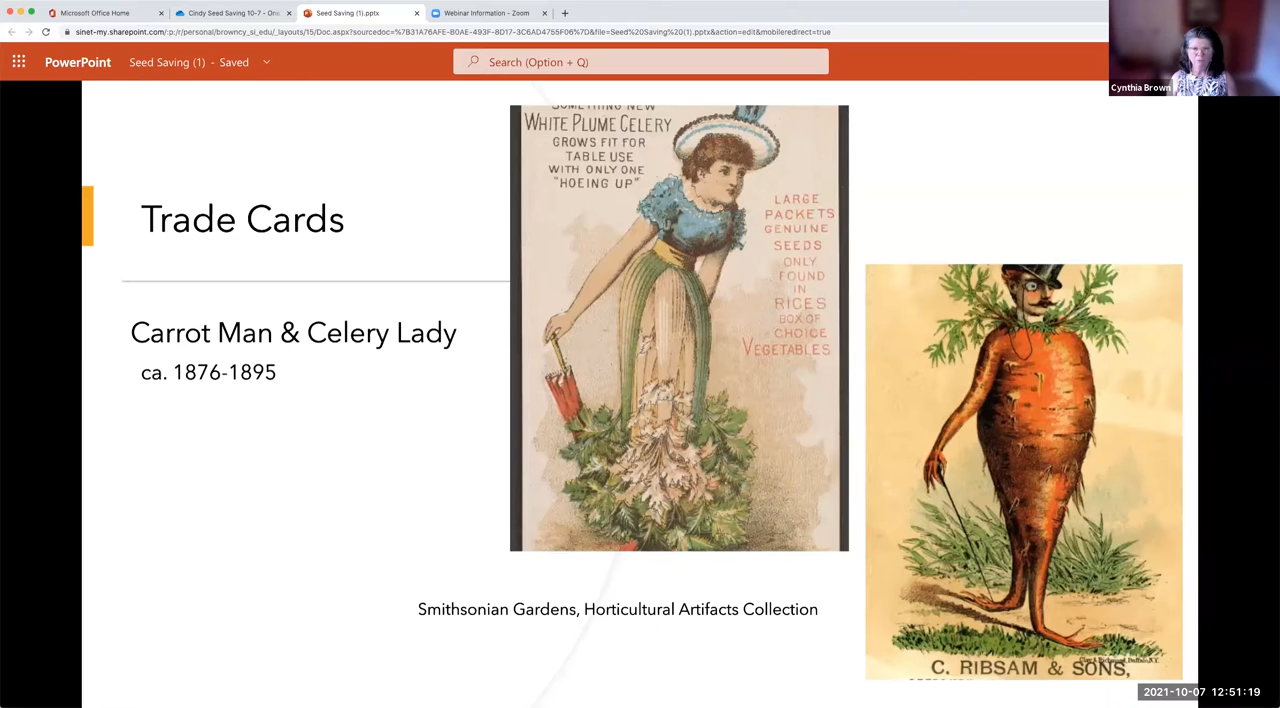 Microsoft Office Home
Cindy Seed Saving 10-7 - One
Seed Saving (1).pptx
Webinar Information - Zoom
sinet-my.sharepoint.com/:p:/r/personal/browncy_si_edu/_layouts/15/Doc.aspx?sourcedoc=%7B31A76AFE-B0AE-493F-8D17-3C6AD4755F06%7D&file=Seed%20Saving%20(1).pptx&action=edit&mobileredirect=true
PowerPoint
Seed Saving (1) - Saved
Search (Option + Q)
Cynthia Brown
Trade Cards
Carrot Man & Celery Lady
ca. 1876-1895
SOMETHING NEW
WHITE PLUME CELERY
GROWS FIT FOR
TABLE USE
WITH ONLY ONE
"HOEING UP"
LARGE
PACKETS
GENUINE
SEEDS
ONLY
FOUND
IN
RICES
BOX OF
CHOICE
VEGETABLES
Smithsonian Gardens, Horticultural Artifacts Collection
C. RIBSAM & SONS,
2021-10-07 12:51:19